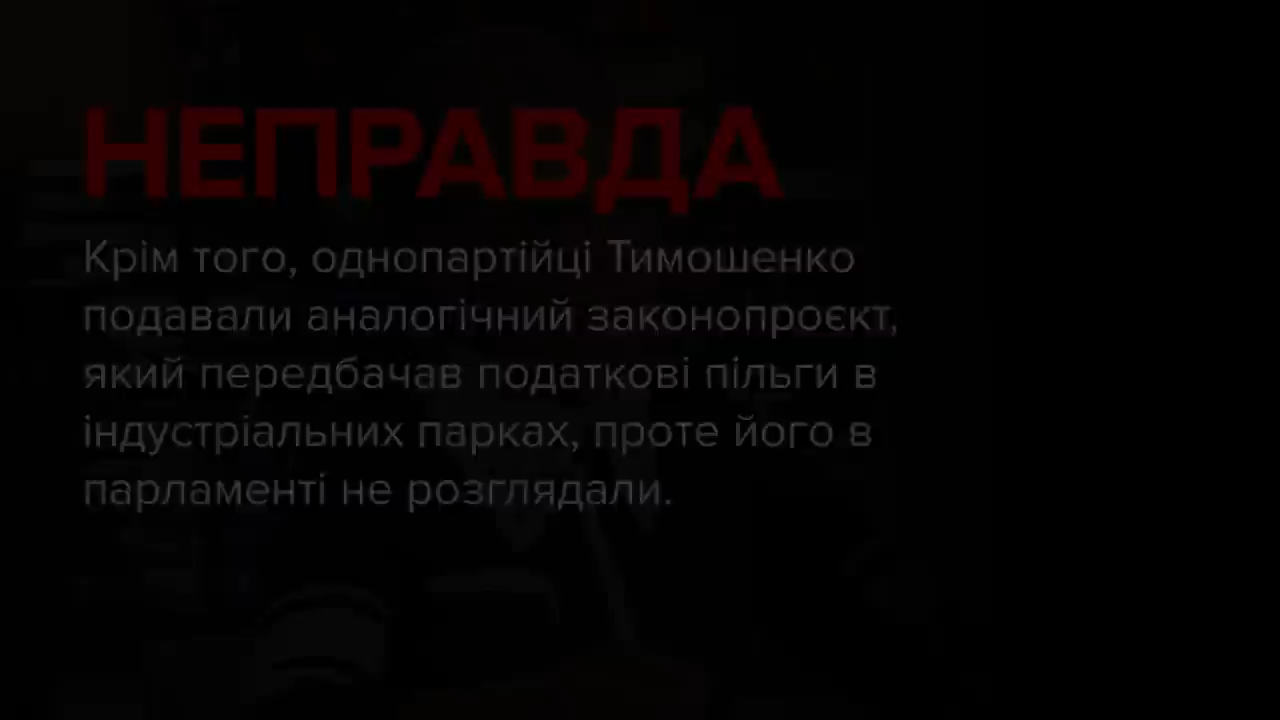 НЕПРАВДА
Крім того, однопартійці Тимошенко
подавали аналогічний законопроєкт,
який передбачав податкові пільги в
індустріальних парках, проте його в
парламенті не розглядали.